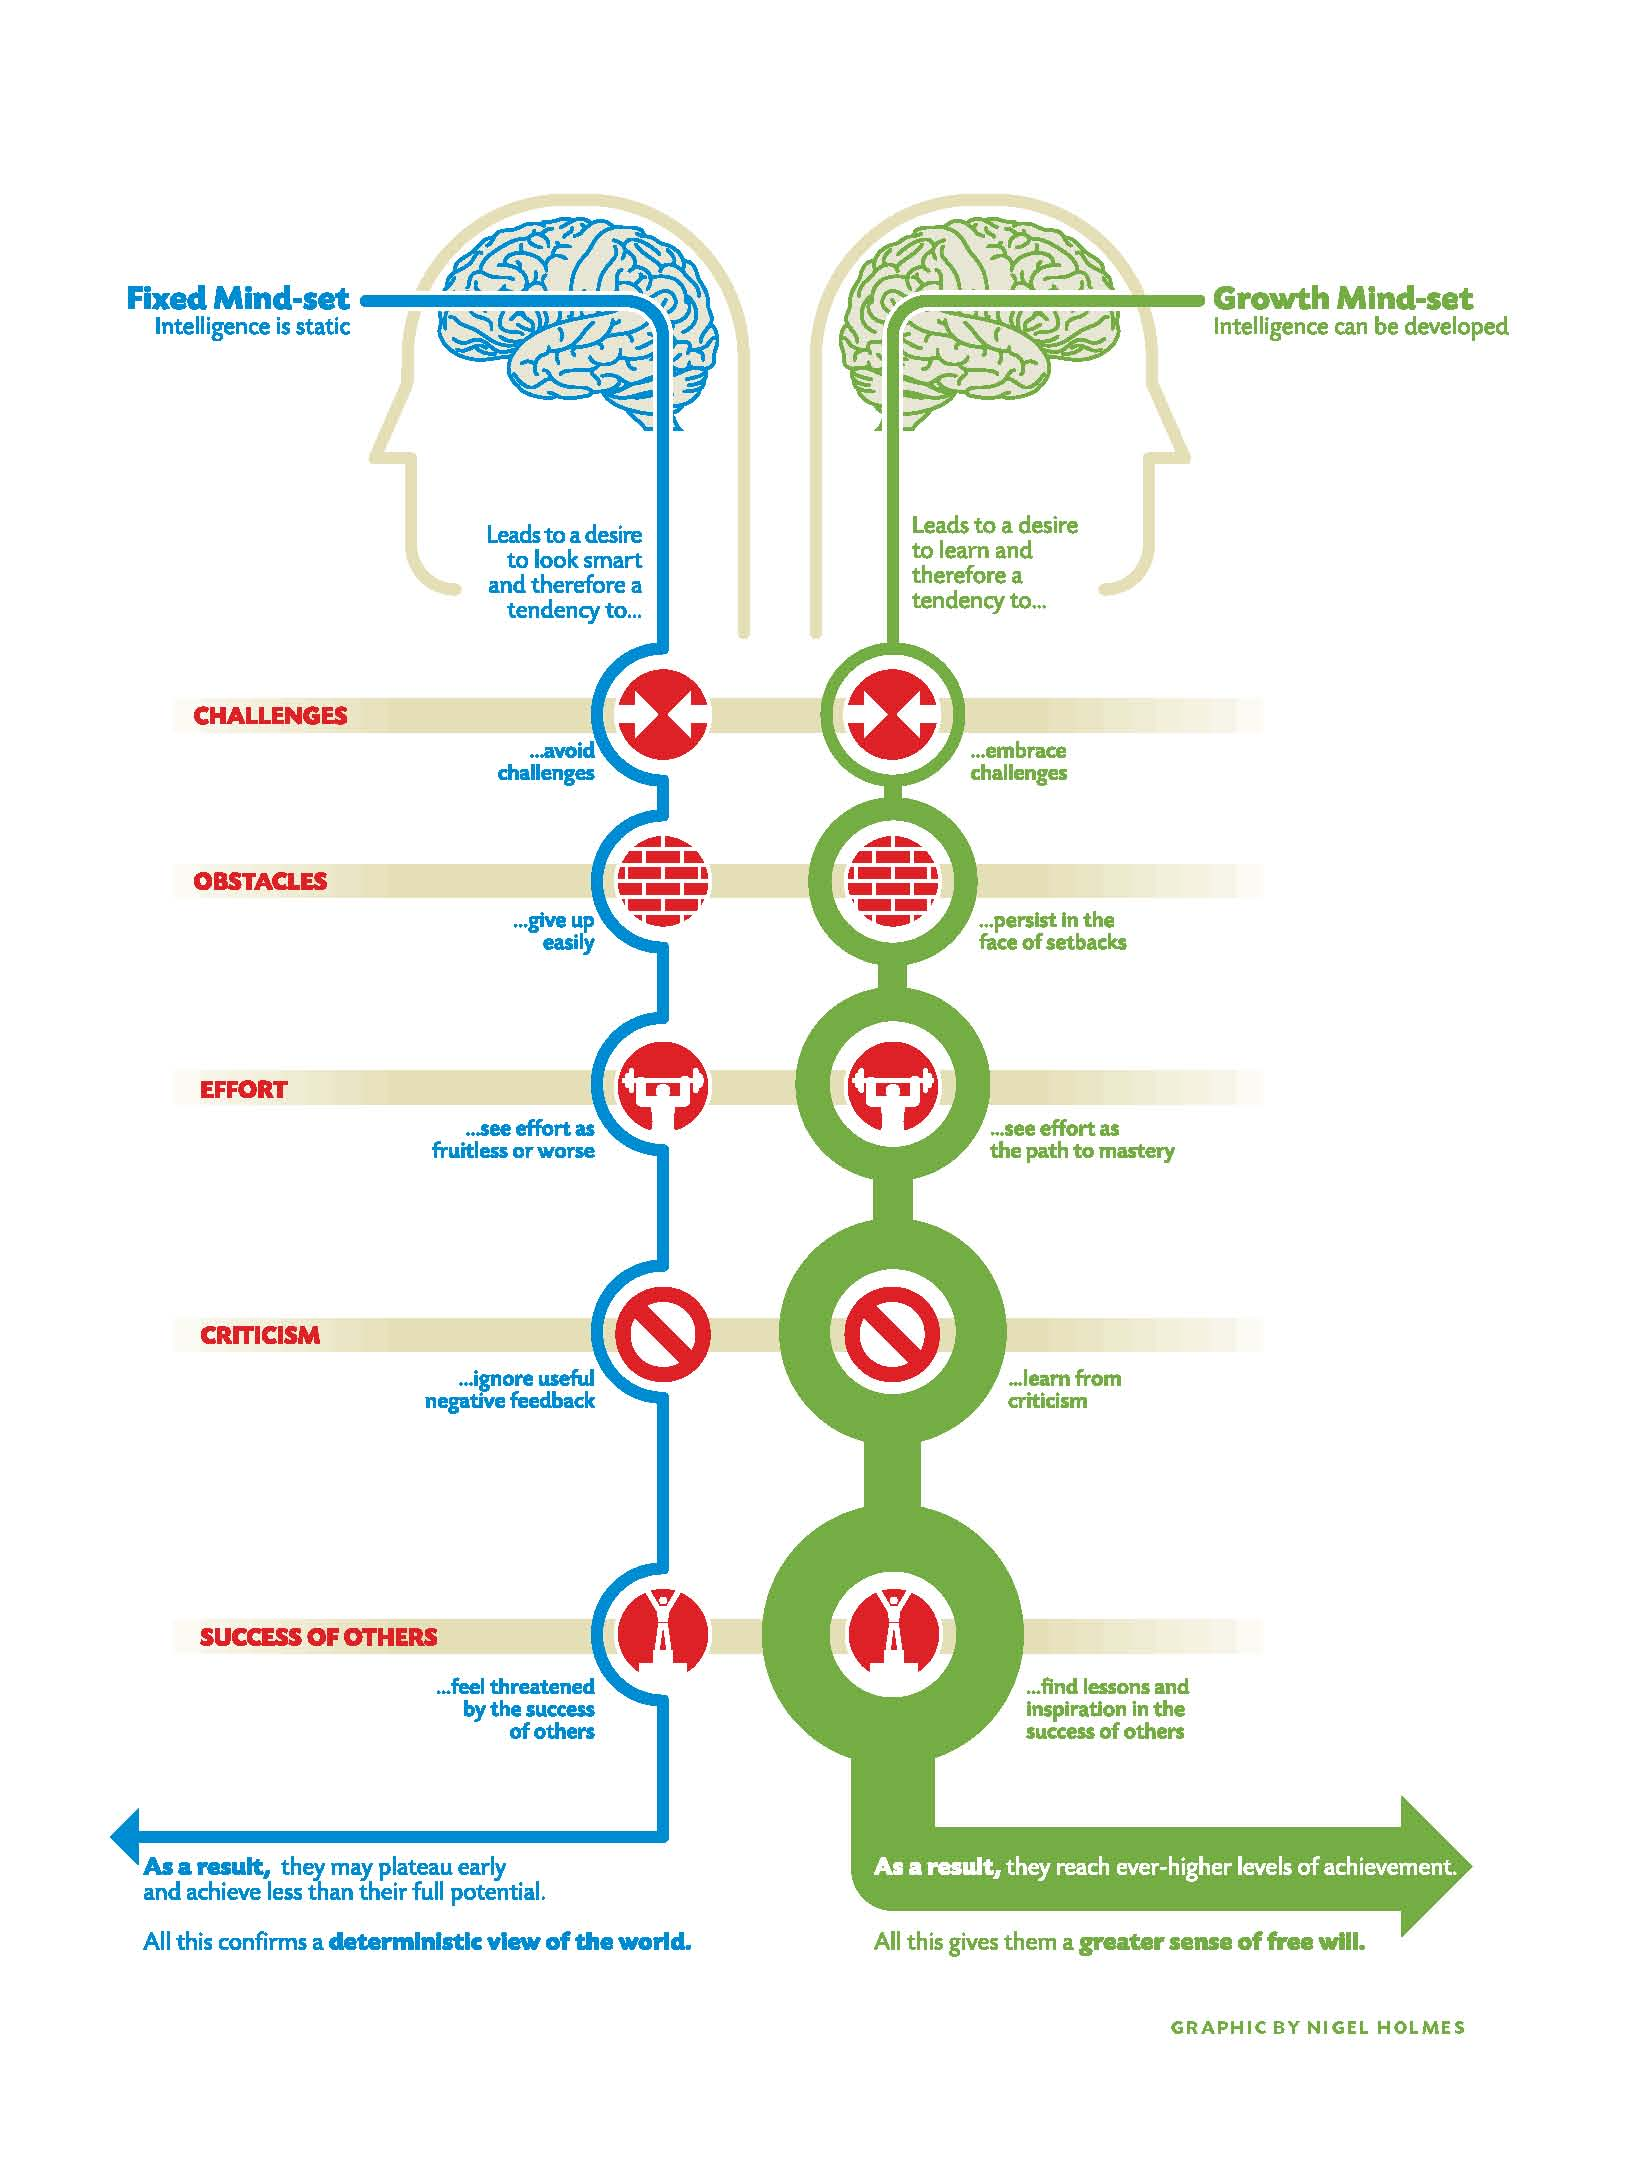 Fixed Mind-set
Intelligence is static
Growth Mind-set
Intelligence can be developed
Leads to a desire
to look smart
and therefore a
tendency to...
Leads to a desire
to learn and
therefore a
tendency to...
CHALLENGES
...avoid
challenges
...embrace
challenges
OBSTACLES
...give up
easily
...persist in the
face of setbacks
EFFORT
...see effort as
fruitless or worse
...see effort as
the path to mastery
CRITICISM
...ignore useful
negative feedback
...learn from
criticism
SUCCESS OF OTHERS
...feel threatened
by the success
of others
...find lessons and
inspiration in the
success of others
As a result, they may plateau early
and achieve less than their full potential.
All this confirms a deterministic view of the world.
As a result, they reach ever-higher levels of achievement.
All this gives them a greater sense of free will.
GRAPHIC BY NIGEL HOLMES